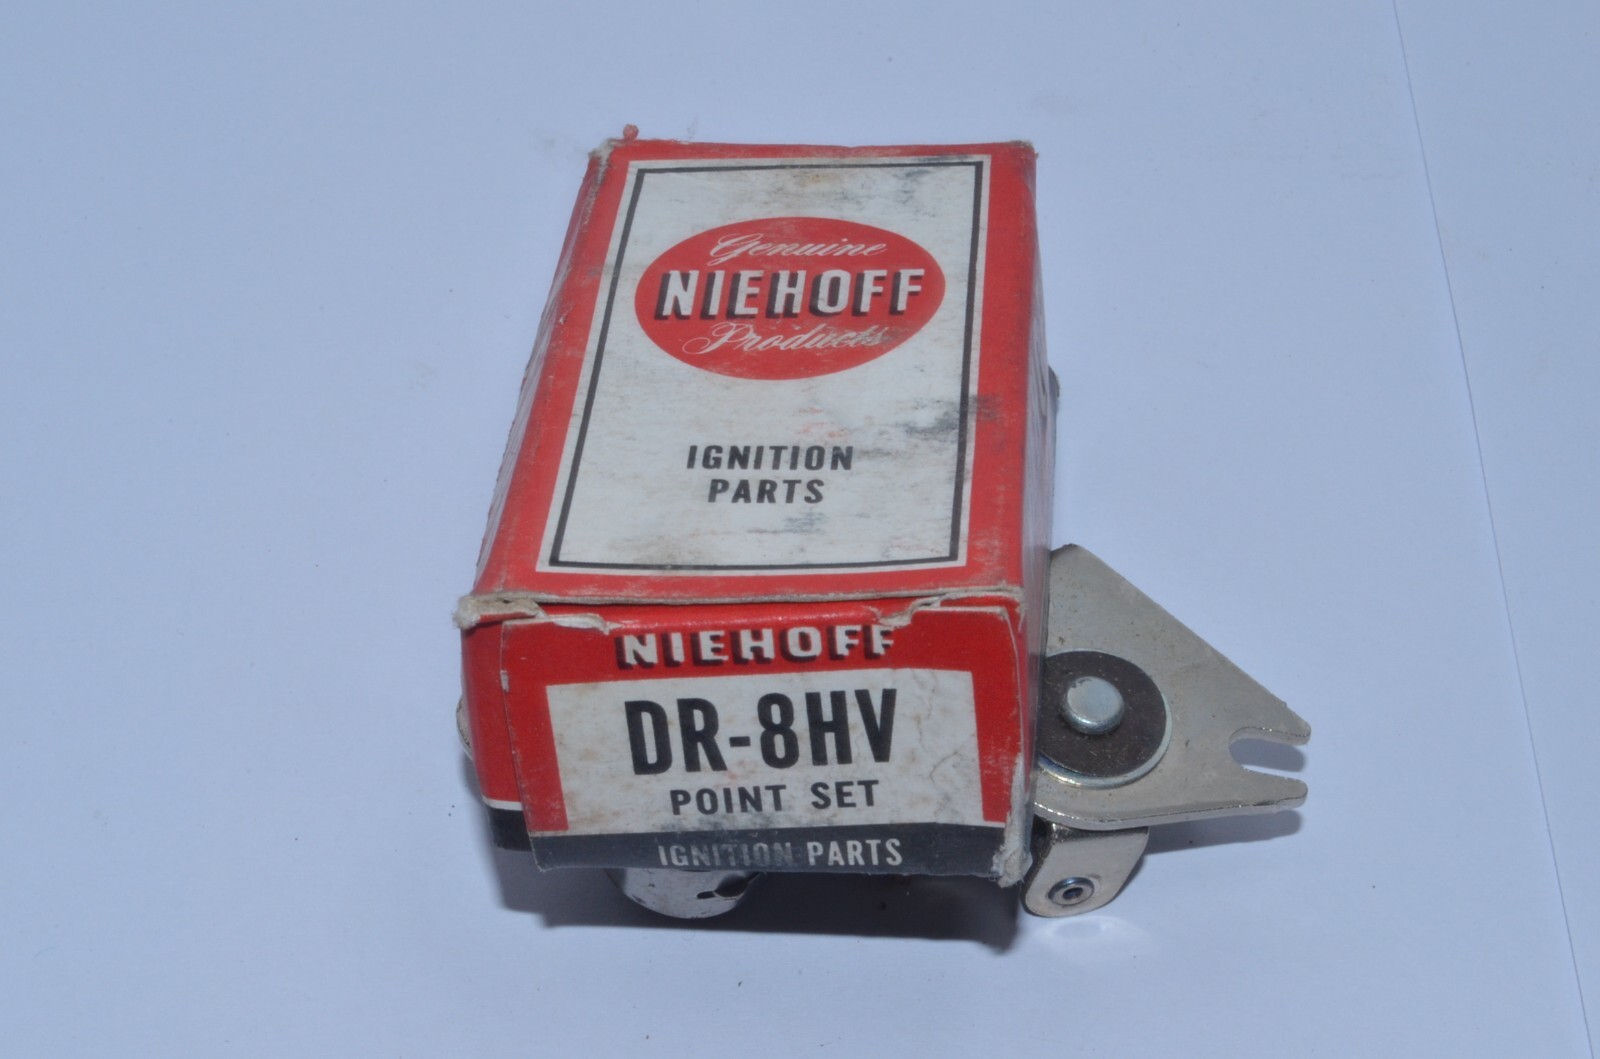 Genuine
NIEHOFF
Products
IGNITION
PARTS
NIEHOFF
DR-8HV
POINT SET
IGNITION PARTS